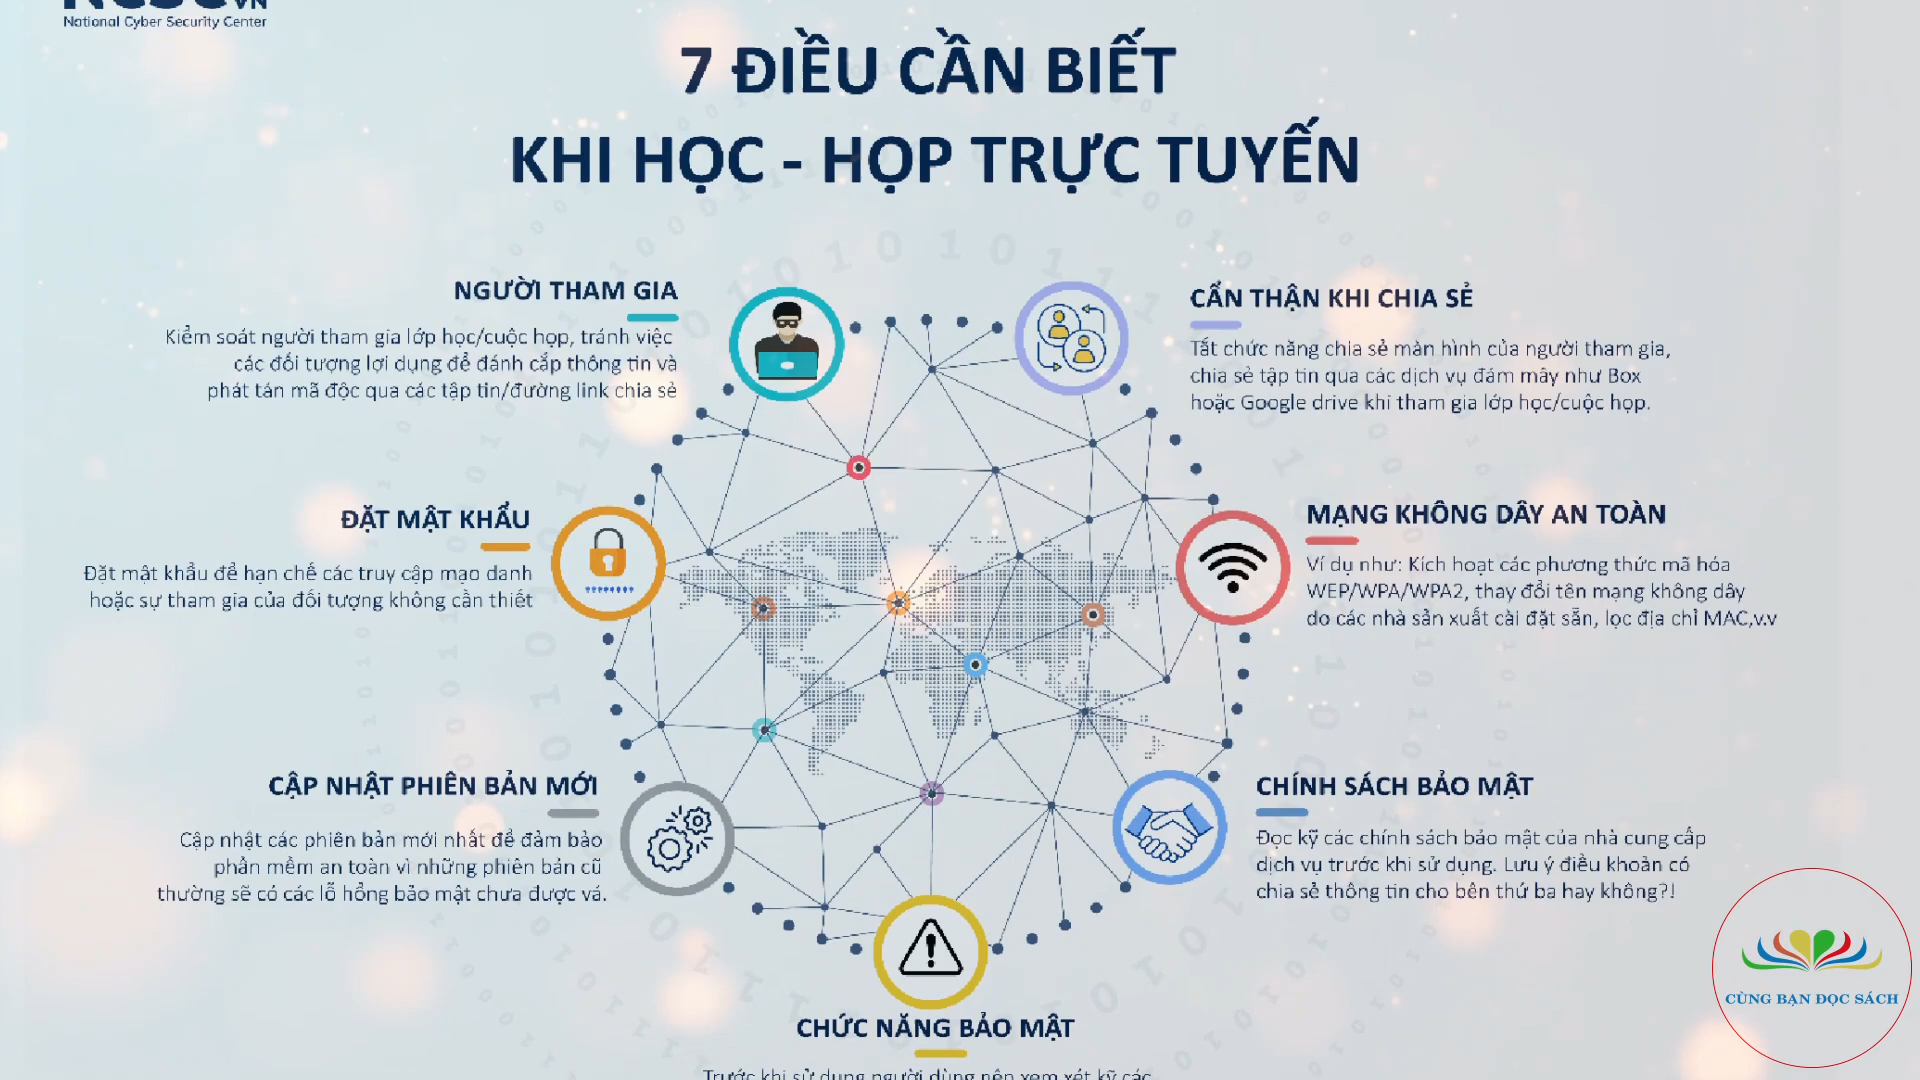 National Cyber Security Center
7 ĐIỀU CẦN BIẾT
KHI HỌC - HỌP TRỰC TUYẾN
NGƯỜI THAM GIA
Kiểm soát người tham gia lớp học/cuộc họp, tránh việc
các đối tượng lợi dụng để đánh cắp thông tin và
phát tán mã độc qua các tập tin/đường link chia sẻ
CẨN THẬN KHI CHIA SẺ
Tắt chức năng chia sẻ màn hình của người tham gia,
chia sẻ tập tin qua các dịch vụ đám mây như Box
hoặc Google drive khi tham gia lớp học/cuộc họp.
ĐẶT MẬT KHẨU
Đặt mật khẩu để hạn chế các truy cập mạo danh
hoặc sự tham gia của đối tượng không cần thiết
MẠNG KHÔNG DÂY AN TOÀN
Ví dụ như: Kích hoạt các phương thức mã hóa
WEP/WPA/WPA2, thay đổi tên mạng không dây
do các nhà sản xuất cài đặt sẵn, lọc địa chỉ MAC,v.v
CẬP NHẬT PHIÊN BẢN MỚI
Cập nhật các phiên bản mới nhất để đảm bảo
phần mềm an toàn vì những phiên bản cũ
thường sẽ có các lỗ hổng bảo mật chưa được vá.
CHÍNH SÁCH BẢO MẬT
Đọc kỹ các chính sách bảo mật của nhà cung cấp
dịch vụ trước khi sử dụng. Lưu ý điều khoản có
chia sẻ thông tin cho bên thứ ba hay không?!
CÙNG BẠN ĐỌC SÁCH
CHỨC NĂNG BẢO MẬT
Trước khi sử dụng người dùng nên xem xét kỹ các